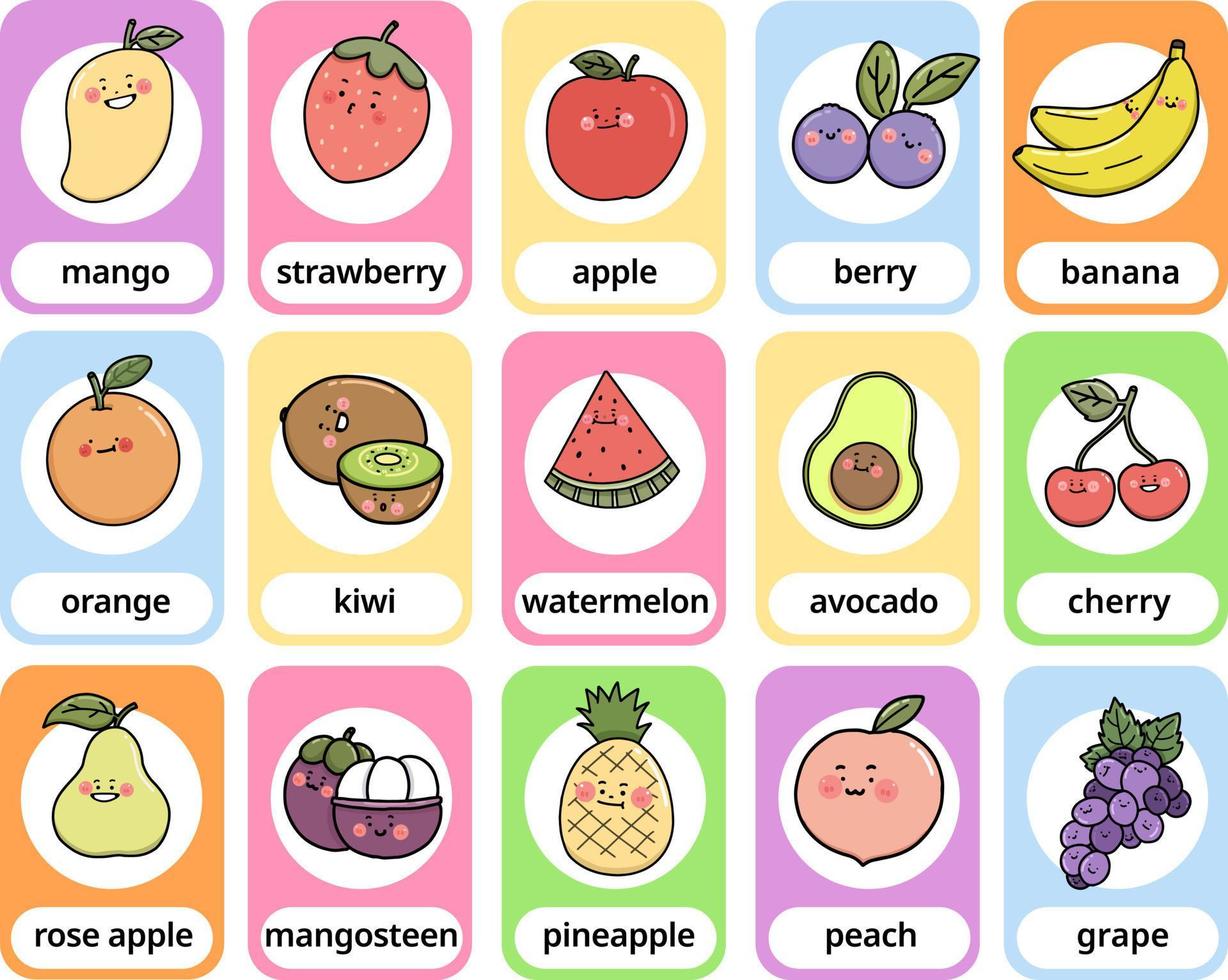 mango
strawberry
apple
berry
banana
orange
kiwi
watermelon
avocado
cherry
rose apple
mangosteen
pineapple
peach
grape